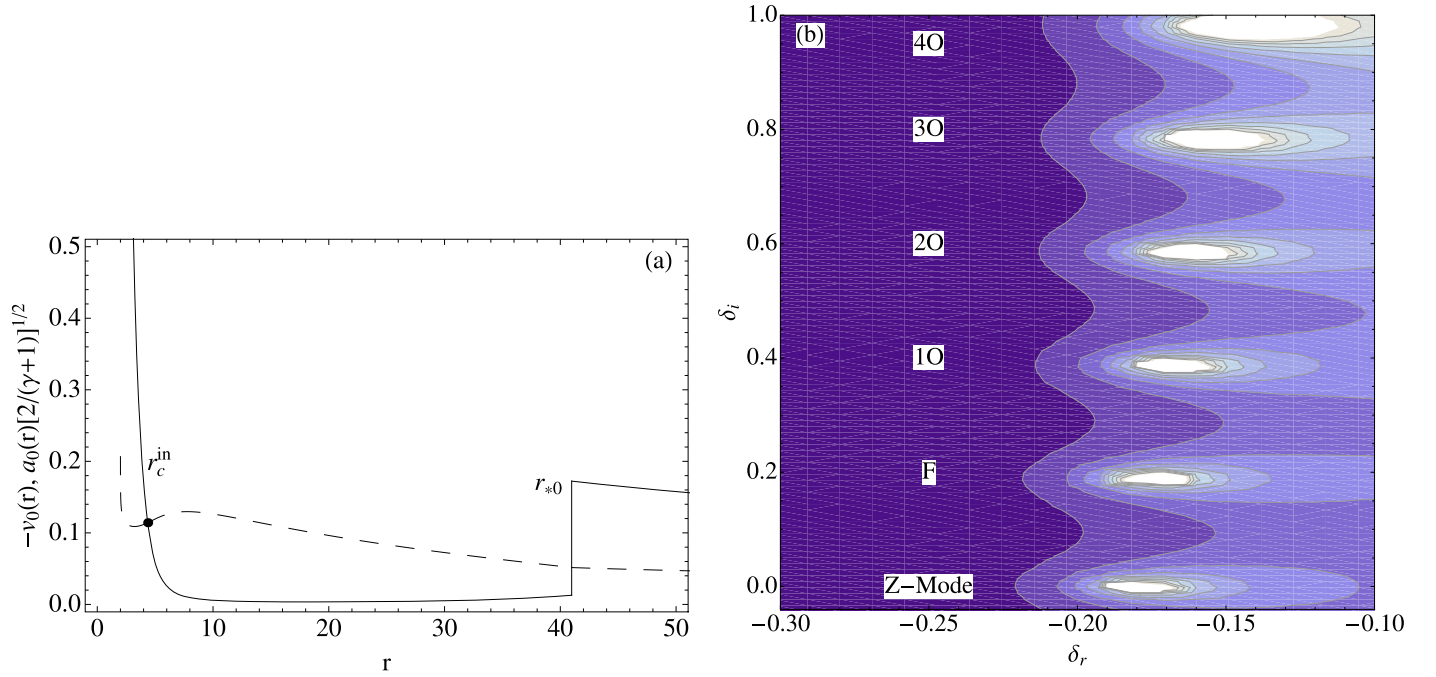 (a)
0.5
0.4
0.3
0.2
0.1
0.0
−v₀(r), a₀(r)[2/(γ+1)]^{1/2}
r_c^{in}
r_{*0}
0 10 20 30 40 50
r
(b)
1.0
0.8
0.6
0.4
0.2
0.0
δ_i
4O
3O
2O
1O
F
Z−Mode
−0.30 −0.25 −0.20 −0.15 −0.10
δ_r